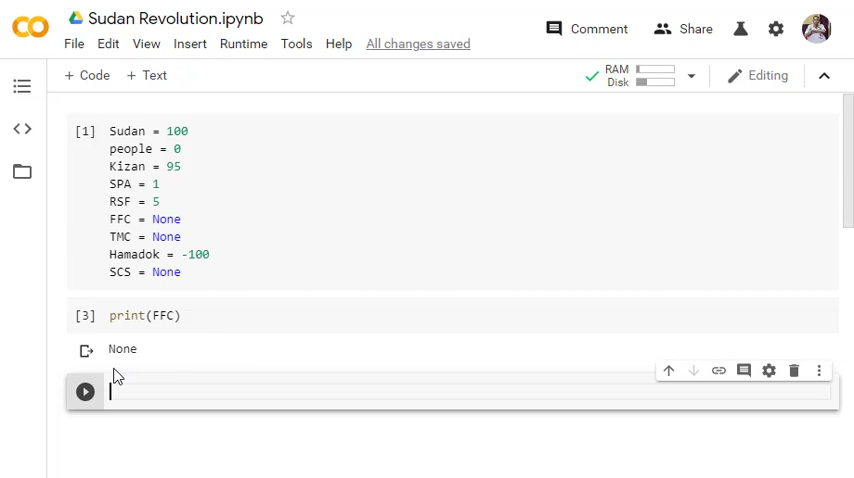 Sudan Revolution.ipynb
Comment
Share
File Edit View Insert Runtime Tools Help All changes saved
+ Code + Text
RAM
Disk
Editing
[1] Sudan = 100
people = 0
Kizan = 95
SPA = 1
RSF = 5
FFC = None
TMC = None
Hamadok = -100
SCS = None
[3] print(FFC)
None